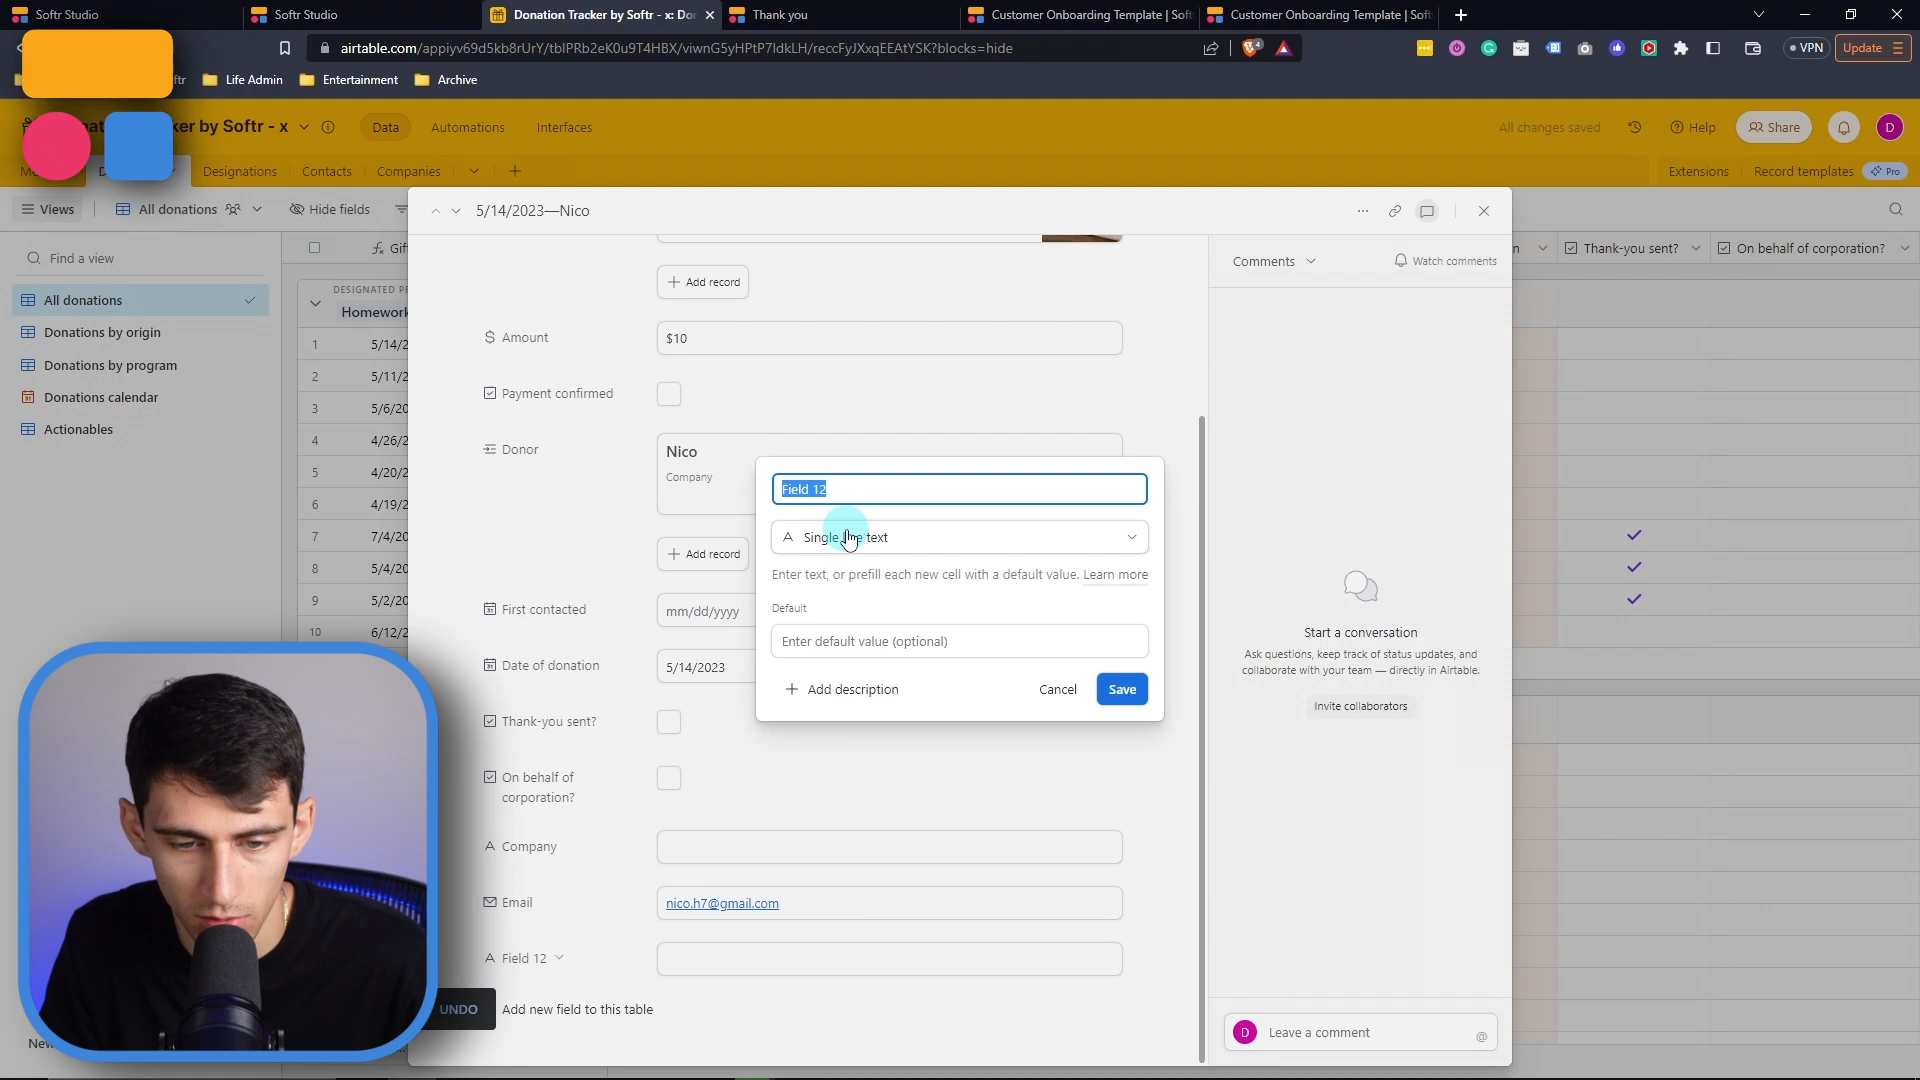 Softr Studio
Softr Studio
Donation Tracker by Softr - x: Do
Thank you
Customer Onboarding Template | Soft
Customer Onboarding Template | Soft
airtable.com/appiyv69d5kb8rUrY/tblPRb2eK0u9T4HBX/viwnG5yHPtP7IdkLH/reccFyJXxqEEAtYSK?blocks=hide
VPN
Update
ftr
Life Admin
Entertainment
Archive
ker by Softr - x
Data
Automations
Interfaces
All changes saved
Help
Share
D
Designations
Contacts
Companies
Extensions
Record templates
Pro
Views
All donations
Hide fields
5/14/2023—Nico
Find a view
Gif
n
Thank-you sent?
On behalf of corporation?
All donations
Donations by origin
Donations by program
Donations calendar
Actionables
DESIGNATED P
Homework
1 5/14/2
2 5/11/2
3 5/6/20
4 4/26/2
5 4/20/2
6 4/19/2
7 7/4/20
8 5/4/20
9 5/2/20
10 6/12/2
Add record
Amount
$10
Payment confirmed
Donor
Nico
Company
Add record
First contacted
mm/dd/yyyy
Date of donation
5/14/2023
Thank-you sent?
On behalf of
corporation?
Company
Email
nico.h7@gmail.com
Field 12
UNDO
Add new field to this table
Field 12
Single line text
Enter text, or prefill each new cell with a default value. Learn more
Default
Enter default value (optional)
Add description
Cancel
Save
Comments
Watch comments
Start a conversation
Ask questions, keep track of status updates, and
collaborate with your team — directly in Airtable.
Invite collaborators
D
Leave a comment
@
New